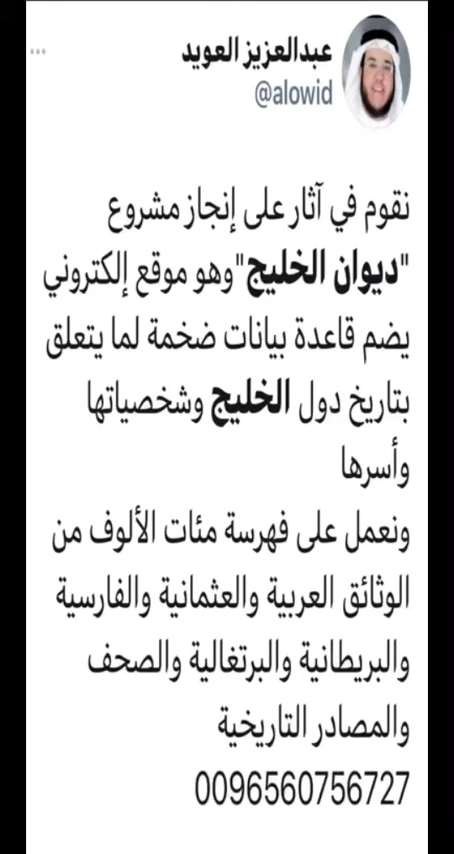 عبدالعزيز العويد
@alowid
نقوم في آثار على إنجاز مشروع
"ديوان الخليج" وهو موقع إلكتروني
يضم قاعدة بيانات ضخمة لما يتعلق
بتاريخ دول الخليج وشخصياتها
وأسرها
ونعمل على فهرسة مئات الألوف من
الوثائق العربية والعثمانية والفارسية
والبريطانية والبرتغالية والصحف
والمصادر التاريخية
0096560756727